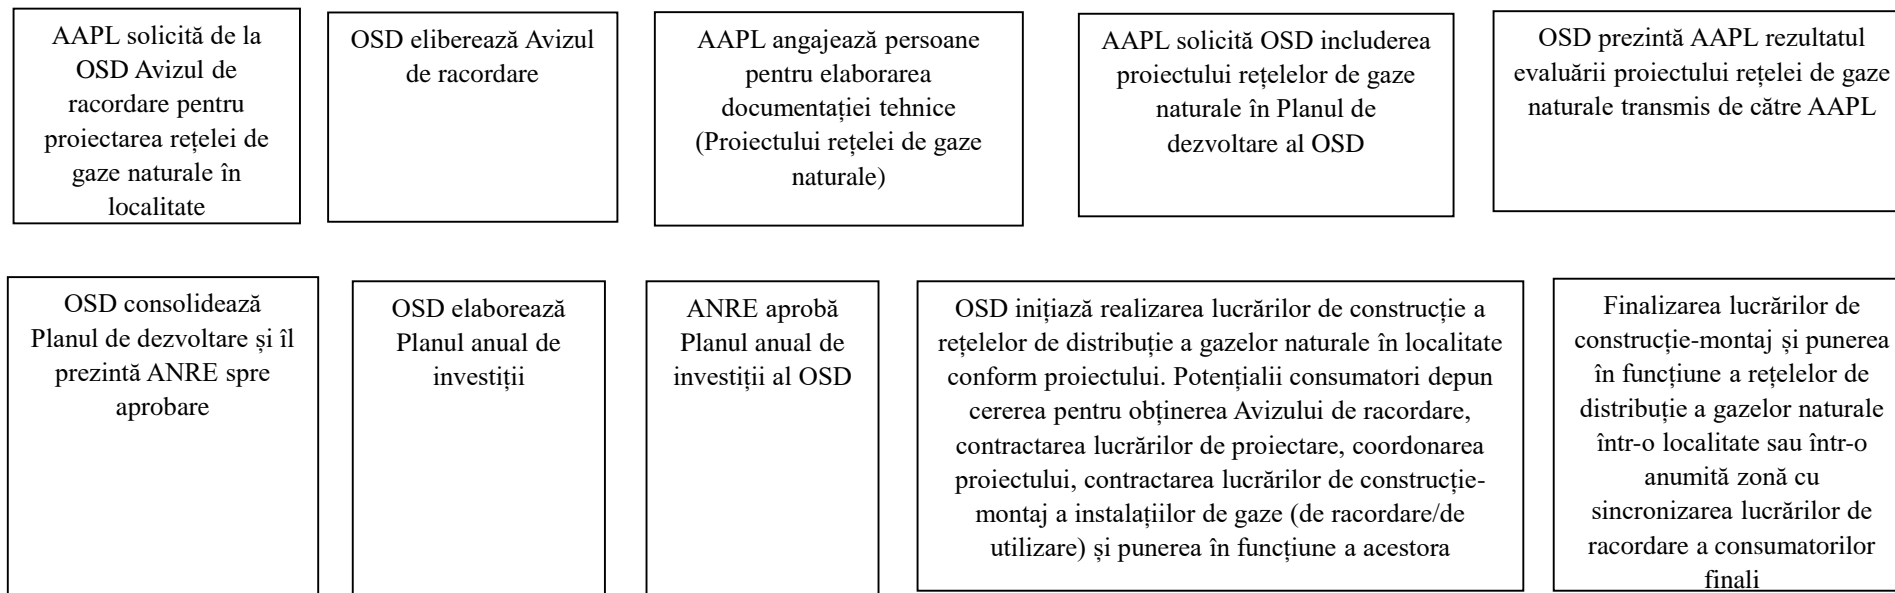 AAPL solicită de la
OSD Avizul de
racordare pentru
proiectarea rețelei de
gaze naturale în
localitate
OSD eliberează Avizul
de racordare
AAPL angajează persoane
pentru elaborarea
documentației tehnice
(Proiectului rețelei de gaze
naturale)
AAPL solicită OSD includerea
proiectului rețelelor de gaze
naturale în Planul de
dezvoltare al OSD
OSD prezintă AAPL rezultatul
evaluării proiectului rețelei de gaze
naturale transmis de către AAPL
OSD consolidează
Planul de dezvoltare și îl
prezintă ANRE spre
aprobare
OSD elaborează
Planul anual de
investiții
ANRE aprobă
Planul anual de
investiții al OSD
OSD inițiază realizarea lucrărilor de construcție a
rețelelor de distribuție a gazelor naturale în localitate
conform proiectului. Potențialii consumatori depun
cererea pentru obținerea Avizului de racordare,
contractarea lucrărilor de proiectare, coordonarea
proiectului, contractarea lucrărilor de construcție-
montaj a instalațiilor de gaze (de racordare/de
utilizare) și punerea în funcțiune a acestora
Finalizarea lucrărilor de
construcție-montaj și punerea
în funcțiune a rețelelor de
distribuție a gazelor naturale
într-o localitate sau într-o
anumită zonă cu
sincronizarea lucrărilor de
racordare a consumatorilor
finali